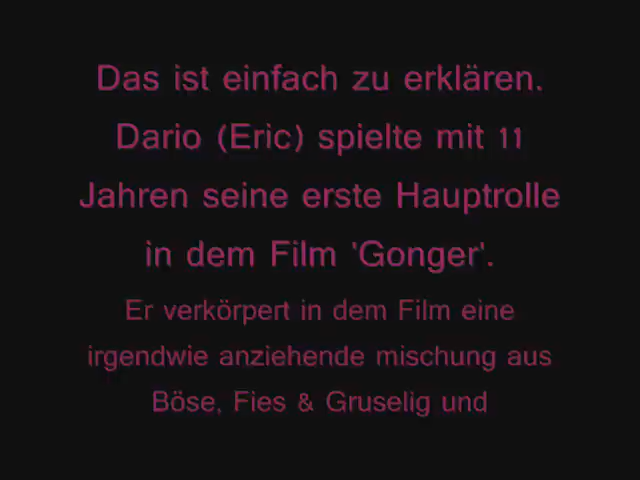 Das ist einfach zu erklären.
Dario (Eric) spielte mit 11
Jahren seine erste Hauptrolle
in dem Film 'Gonger'.
Er verkörpert in dem Film eine
irgendwie anziehende mischung aus
Böse, Fies & Gruselig und